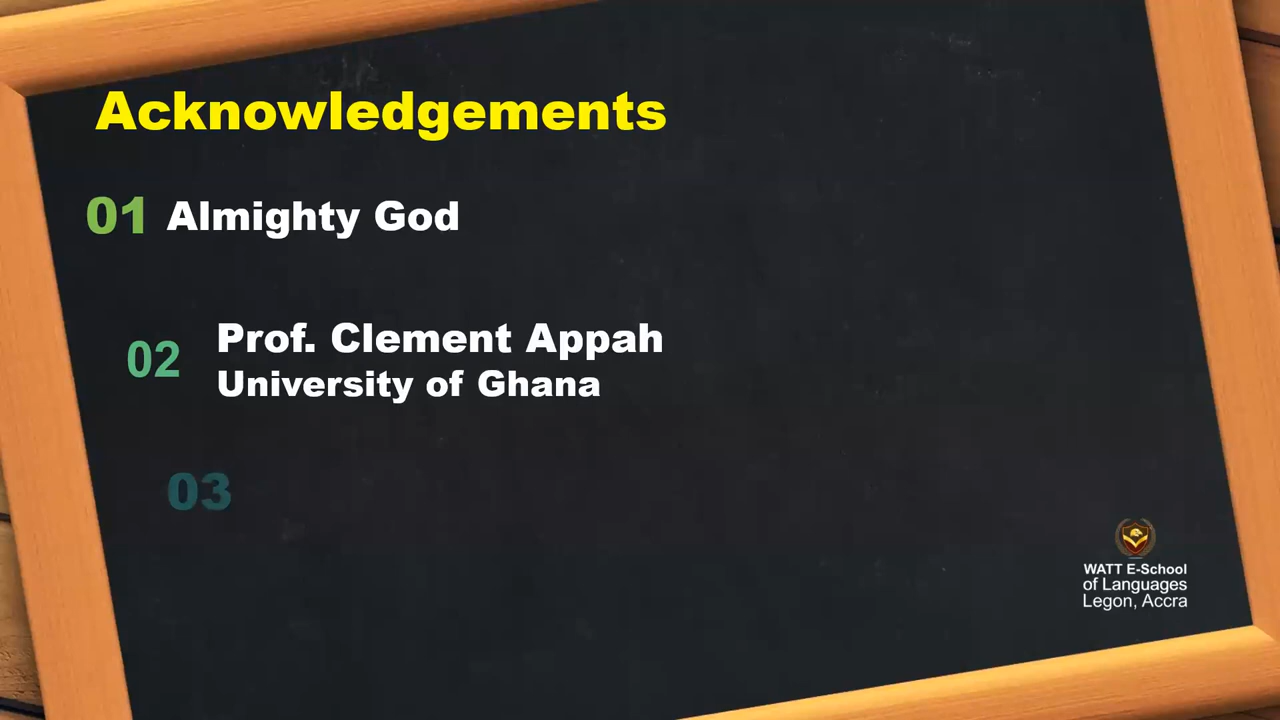 Acknowledgements
01 Almighty God
02 Prof. Clement Appah
University of Ghana
03
WATT E-School
of Languages
Legon, Accra